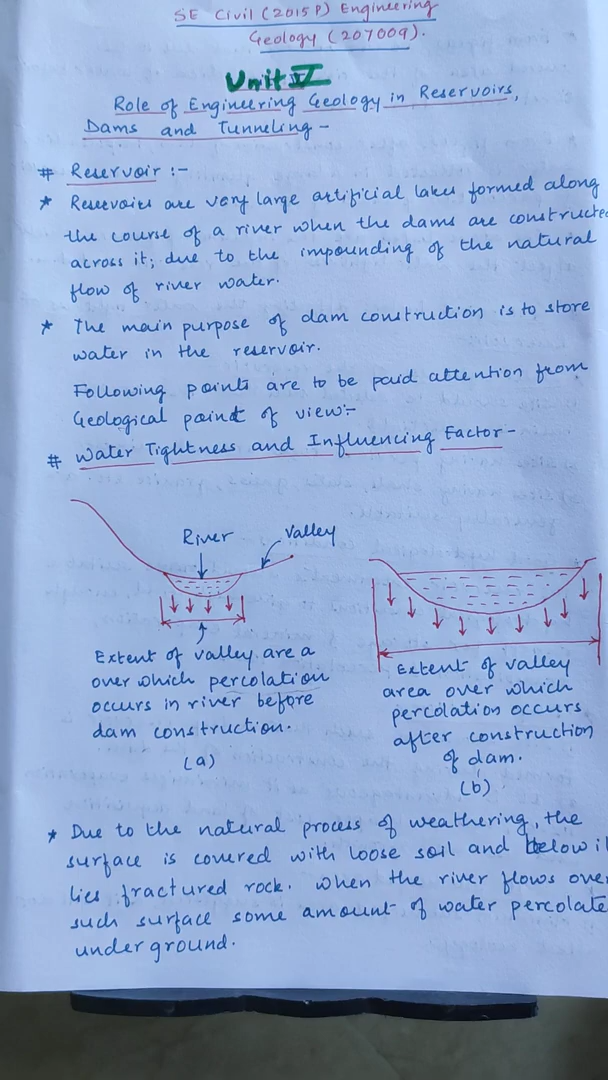 SE Civil (2015 P) Engineering
Geology (207009).
Unit V
Role of Engineering Geology in Reservoirs,
Dams and Tunneling -
# Reservoir :-
* Reservoirs are very large artificial lakes formed along
the course of a river when the dams are constructed
across it; due to the impounding of the natural
flow of river water.
* The main purpose of dam construction is to store
water in the reservoir.
Following points are to be paid attention from
Geological point of view:-
# Water Tightness and Influencing Factor -
River
Valley
Extent of valley are a
over which percolation
occurs in river before
dam construction.
(a)
Extent of valley
area over which
percolation occurs
after construction
of dam.
(b)
* Due to the natural process of weathering, the
surface is covered with loose soil and below i
lies fractured rock. When the river flows over
such surface some amount of water percolate
underground.